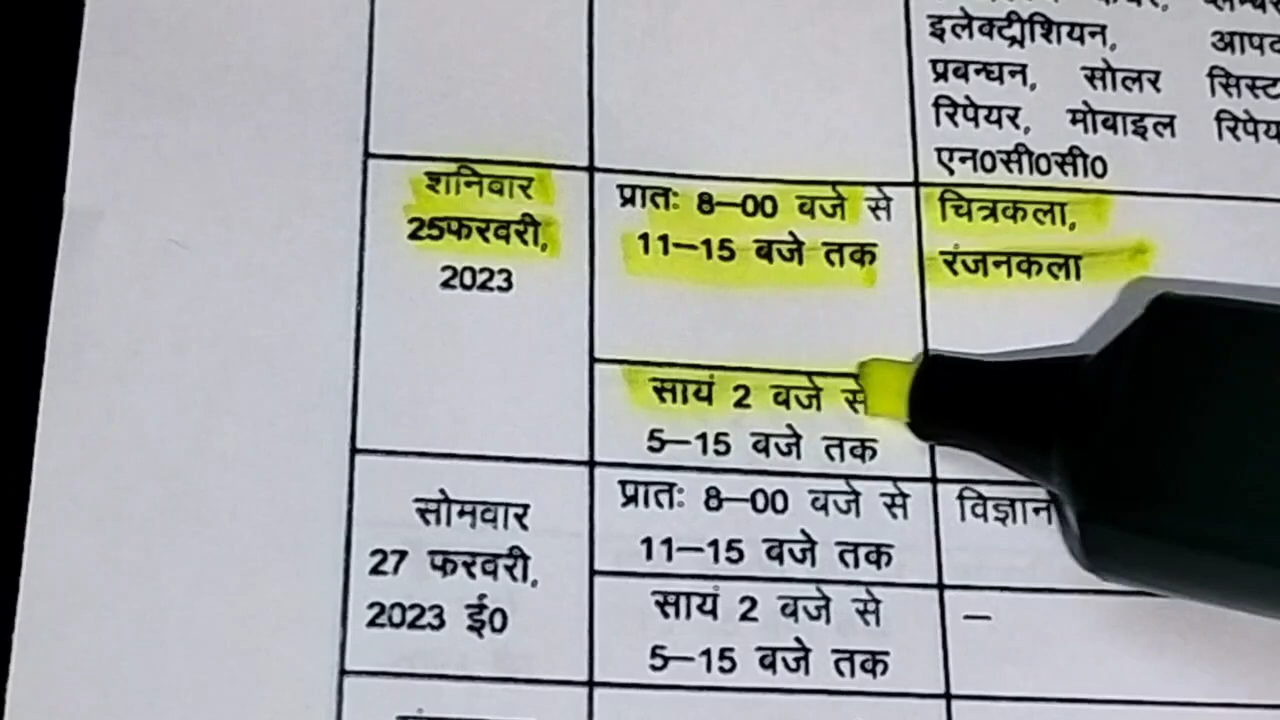 इलेक्ट्रीशियन,
प्रबन्धन, सोलर
रिपेयर, मोबाइल
एन0सी0सी0
शनिवार
25फरवरी,
2023
प्रातः 8–00 बजे से
11–15 बजे तक
चित्रकला,
रंजनकला
सायं 2 बजे से
5–15 बजे तक
सोमवार
27 फरवरी,
2023 ई0
प्रातः 8–00 बजे से
11–15 बजे तक
विज्ञान
सायं 2 बजे से
5–15 बजे तक
–